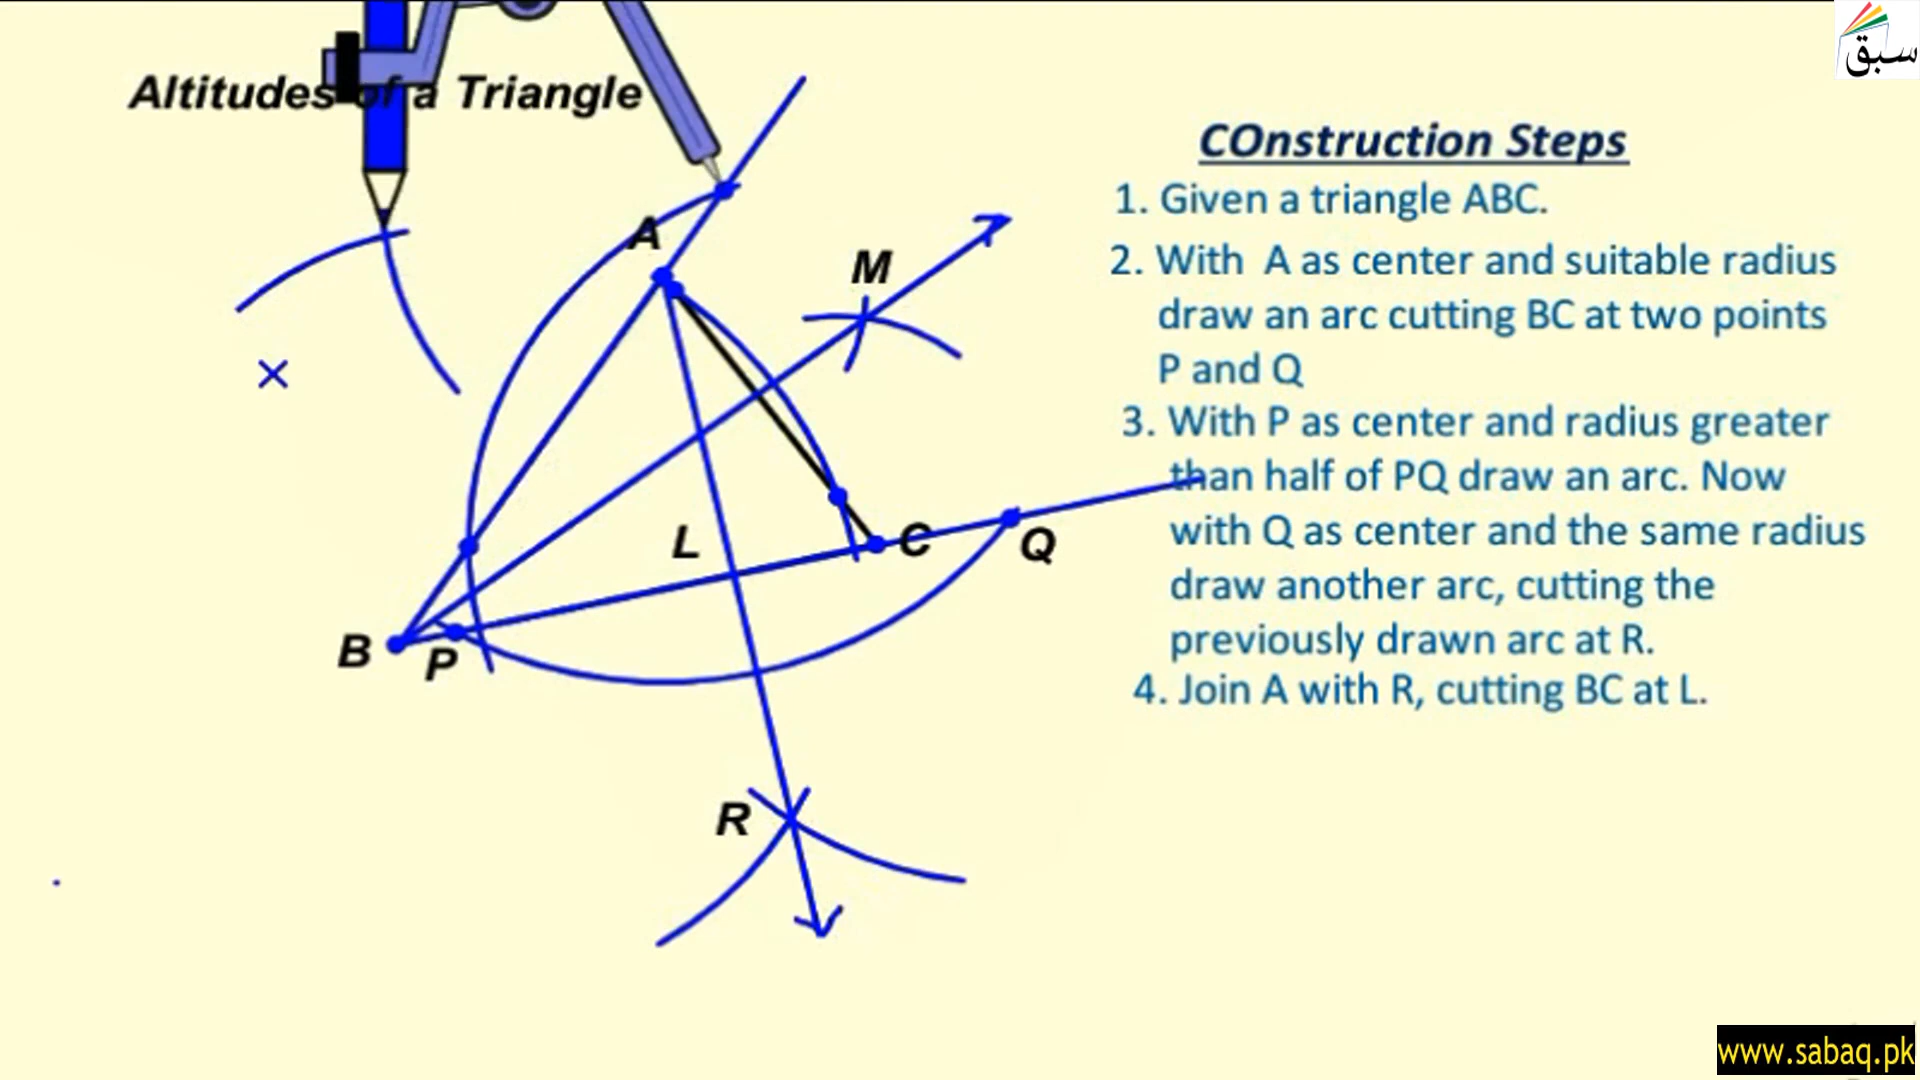 سبق
Altitudes of a Triangle
COnstruction Steps
1. Given a triangle ABC.
2. With A as center and suitable radius
draw an arc cutting BC at two points
P and Q
3. With P as center and radius greater
than half of PQ draw an arc. Now
with Q as center and the same radius
draw another arc, cutting the
previously drawn arc at R.
4. Join A with R, cutting BC at L.
A
M
L
C
Q
B
P
R
www.sabaq.pk